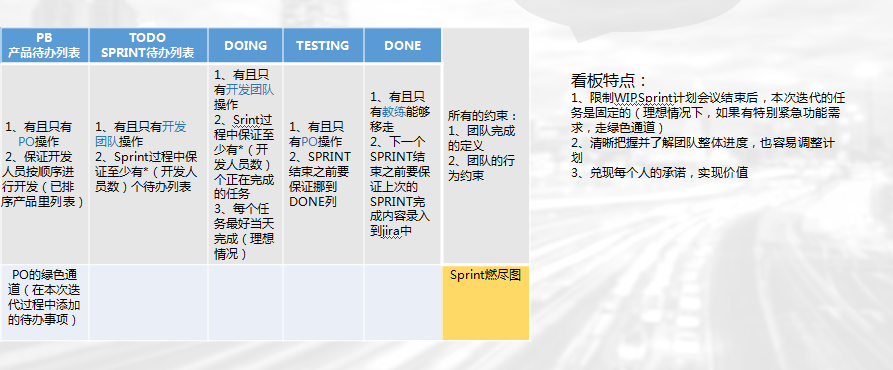 PB
产品待办列表
TODO
SPRINT待办列表
DOING
TESTING
DONE
1、有且只有
PO操作
2、保证开发
人员按顺序进
行开发（已排
序产品里列表）
1、有且只有开发
团队操作
2、Sprint过程中保
证至少有*（开发人
员数）个待办列表
1、有且只
有开发团队
操作
2、Srint过
程中保证至
少有*（开
发人员数）
个正在完成
的任务
3、每个任
务最好当天
完成（理想
情况）
1、有且只
有PO操作
2、SPRINT
结束之前要
保证挪到
DONE列
1、有且只
有教练能够
移走
2、下一个
SPRINT结
束之前要保
证上次的
SPRINT完
成内容录入
到jira中
所有的约束：
1、团队完成
的定义
2、团队的行
为约束
PO的绿色通
道（在本次迭
代过程中添加
的待办事项）
Sprint燃尽图
看板特点：
1、限制WIP,Sprint计划会议结束后，本次迭代的任
务是固定的（理想情况下，如果有特别紧急功能需
求，走绿色通道）
2、清晰把握并了解团队整体进度，也容易调整计
划
3、兑现每个人的承诺，实现价值